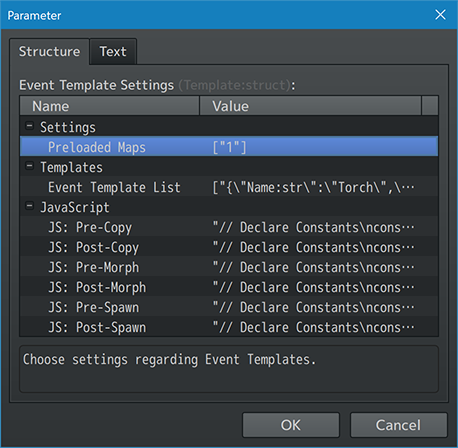 Parameter
Structure
Text
Event Template Settings (Template:struct):
Name Value
Settings
Preloaded Maps ["1"]
Templates
Event Template List ["{\"Name:str\":\"Torch\",\…
JavaScript
JS: Pre-Copy "// Declare Constants\ncons…
JS: Post-Copy "// Declare Constants\ncons…
JS: Pre-Morph "// Declare Constants\ncons…
JS: Post-Morph "// Declare Constants\ncons…
JS: Pre-Spawn "// Declare Constants\ncons…
JS: Post-Spawn "// Declare Constants\ncons…
Choose settings regarding Event Templates.
OK
Cancel